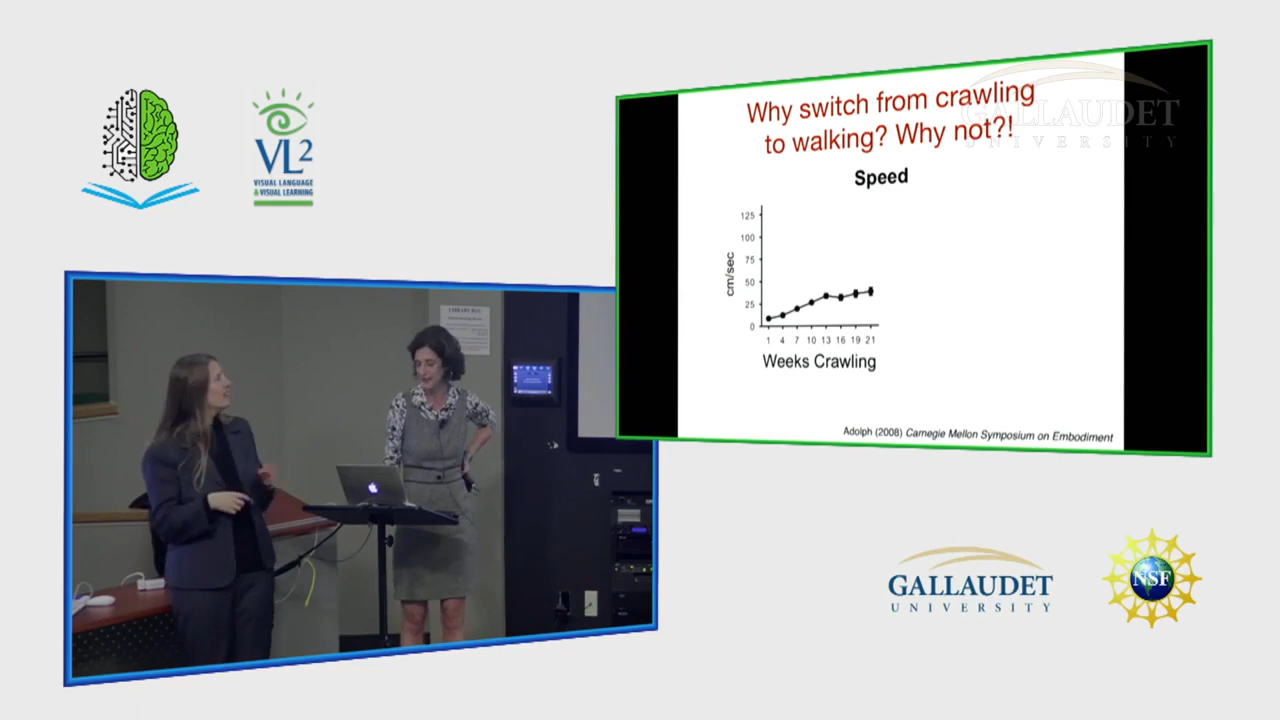 VL2
VISUAL LANGUAGE
& VISUAL LEARNING
GALLAUDET
UNIVERSITY
Why switch from crawling
to walking? Why not?!
Speed
125
100
75
50
25
0
cm/sec
1 4 7 10 13 16 19 21
Weeks Crawling
Adolph (2008) Carnegie Mellon Symposium on Embodiment
GALLAUDET
UNIVERSITY
NSF